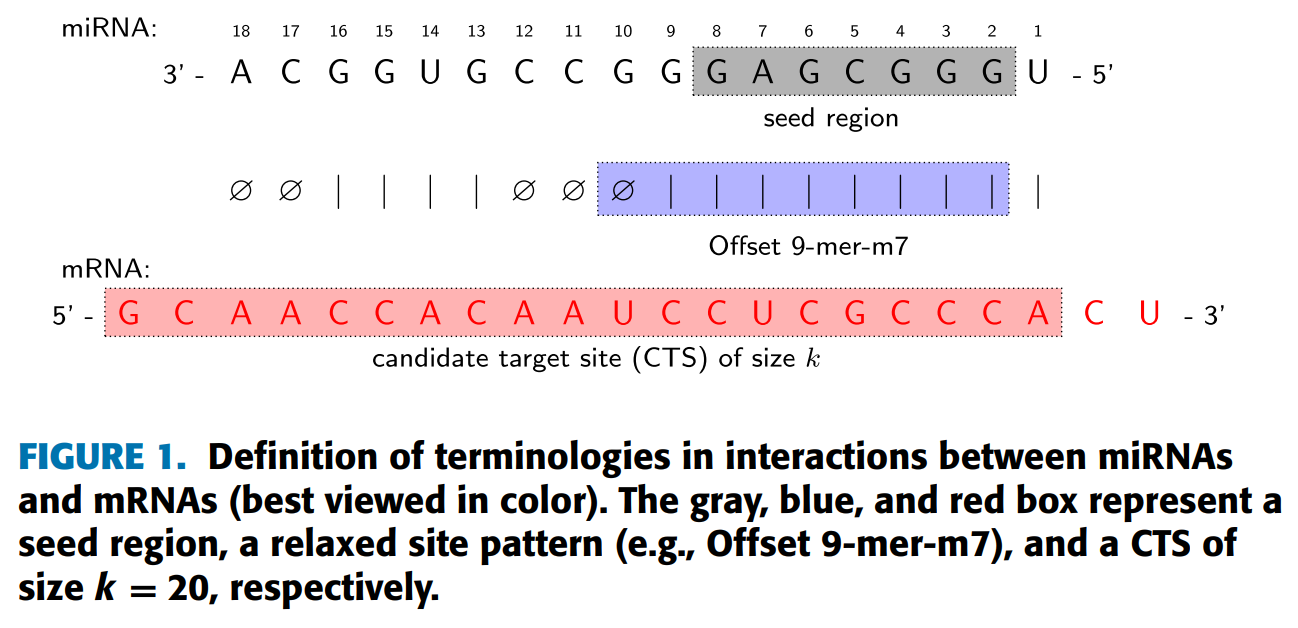 miRNA:
18 17 16 15 14 13 12 11 10 9 8 7 6 5 4 3 2 1
3' - A C G G U G C C G G G A G C G G G U - 5'
seed region
∅ ∅ | | | | ∅ ∅ ∅ | | | | | | | | |
Offset 9-mer-m7
mRNA:
5' - G C A A C C A C A A U C C U C G C C C A C U - 3'
candidate target site (CTS) of size k
FIGURE 1. Definition of terminologies in interactions between miRNAs
and mRNAs (best viewed in color). The gray, blue, and red box represent a
seed region, a relaxed site pattern (e.g., Offset 9-mer-m7), and a CTS of
size k = 20, respectively.